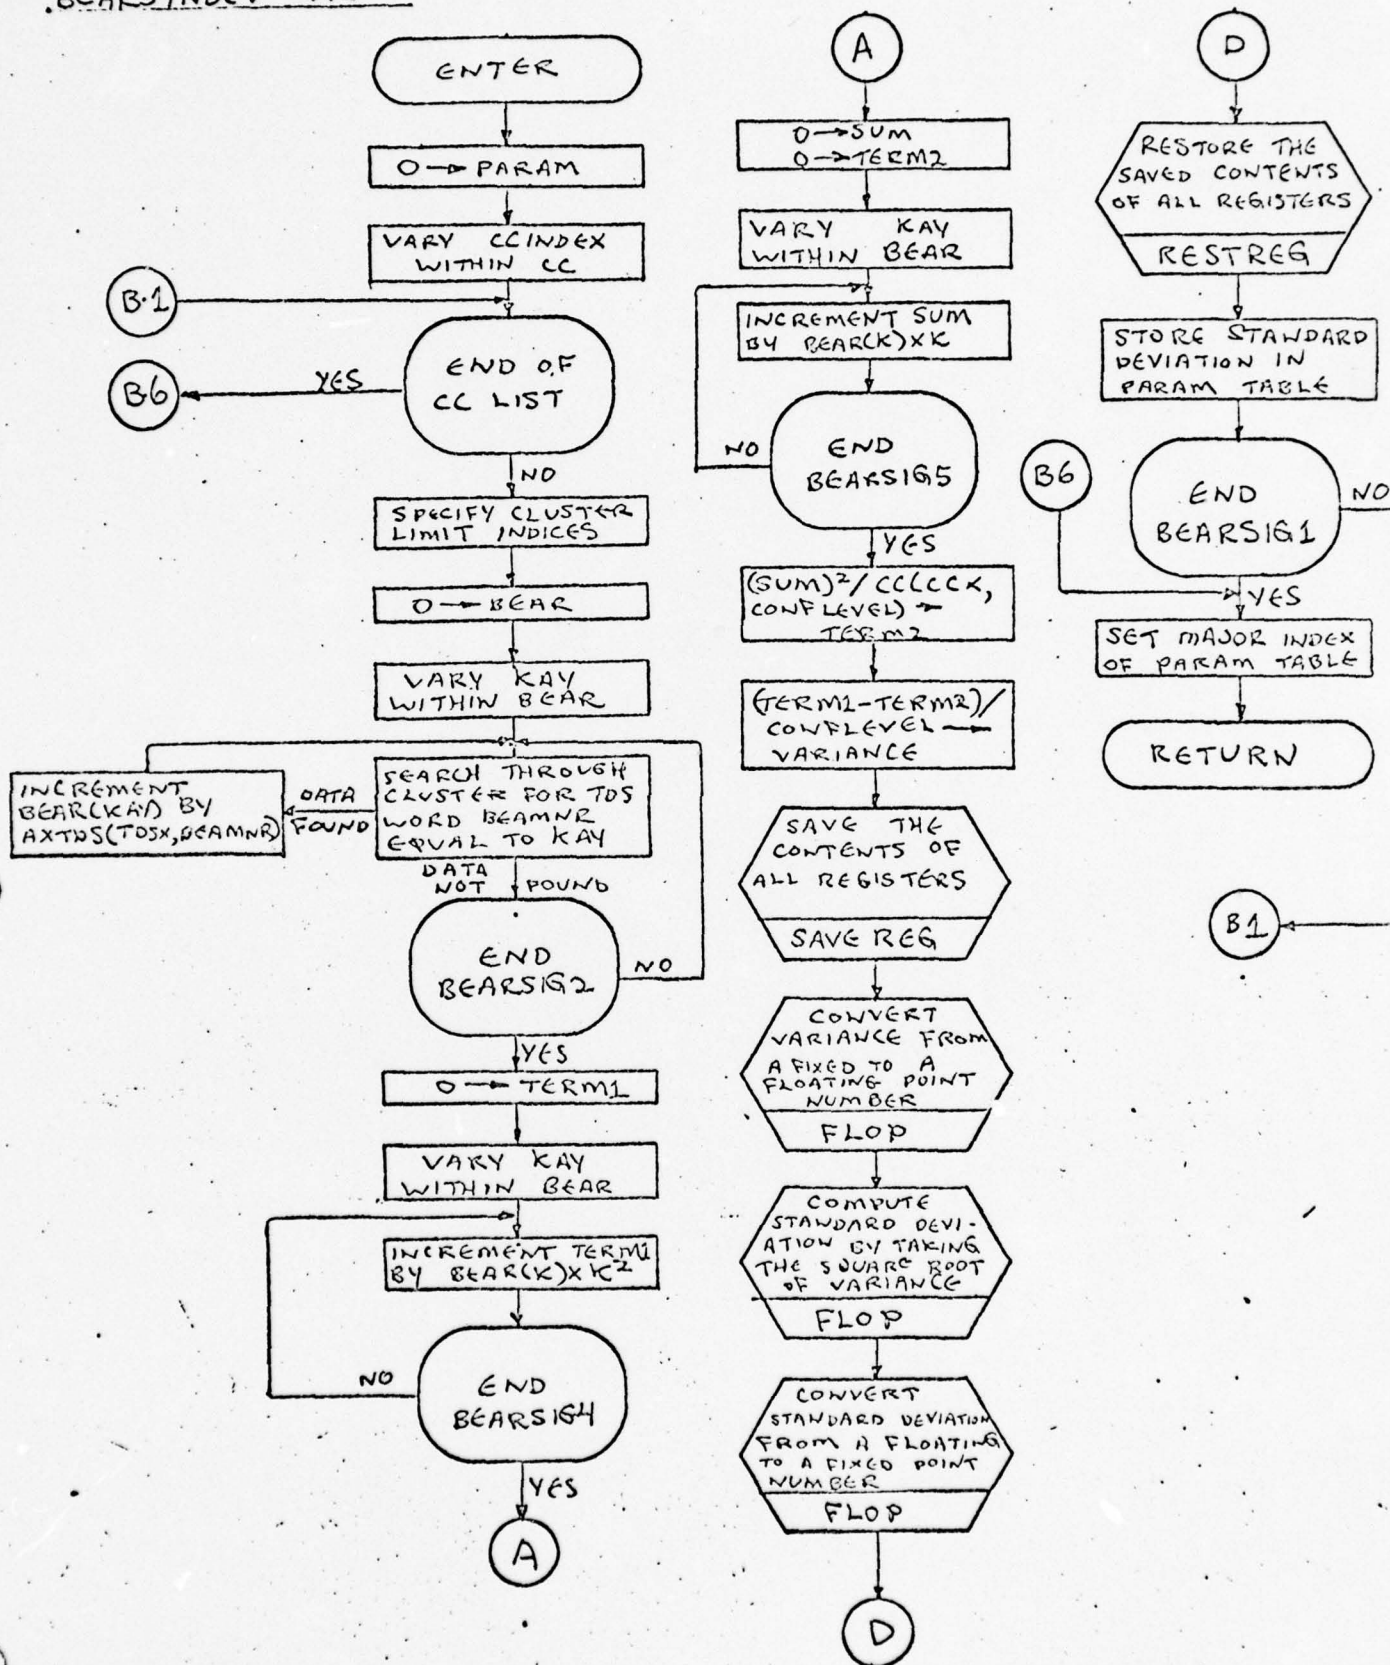 ENTER
0→PARAM
VARY CCINDEX
WITHIN CC
B·1
END OF
CC LIST
YES
B6
NO
SPECIFY CLUSTER
LIMIT INDICES
0→BEAR
VARY KAY
WITHIN BEAR
INCREMENT
BEAR(KAY) BY
AXTDS(TDSX,BEAMNR)
DATA
FOUND
SEARCH THROUGH
CLUSTER FOR TDS
WORD BEAMNR
EQUAL TO KAY
DATA
NOT FOUND
END
BEARSIG2
NO
YES
0→TERM1
VARY KAY
WITHIN BEAR
INCREMENT TERM1
BY BEAR(K)XK²
END
BEARSIG4
NO
YES
A
A
0→SUM
0→TERM2
VARY KAY
WITHIN BEAR
INCREMENT SUM
BY BEAR(K)XK
END
BEARSIG5
NO
YES
(SUM)²/CC(CCX,
CONFLEVEL)→
TERM2
(TERM1-TERM2)/
CONFLEVEL→
VARIANCE
SAVE THE
CONTENTS OF
ALL REGISTERS
SAVE REG
CONVERT
VARIANCE FROM
A FIXED TO A
FLOATING POINT
NUMBER
FLOP
COMPUTE
STANDARD DEVI-
ATION BY TAKING
THE SQUARE ROOT
OF VARIANCE
FLOP
CONVERT
STANDARD DEVIATION
FROM A FLOATING
TO A FIXED POINT
NUMBER
FLOP
D
D
RESTORE THE
SAVED CONTENTS
OF ALL REGISTERS
RESTREG
STORE STANDARD
DEVIATION IN
PARAM TABLE
B6
END
BEARSIG1
NO
YES
SET MAJOR INDEX
OF PARAM TABLE
RETURN
B1